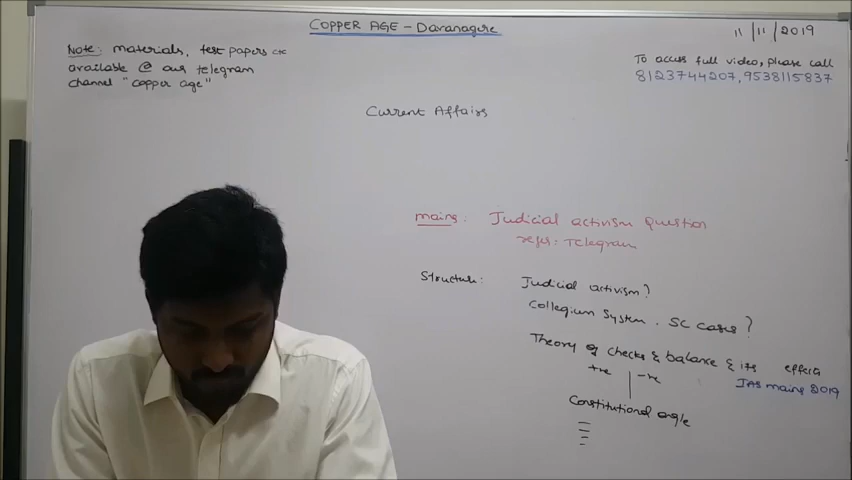 COPPER AGE - Davanagere
11/11/2019
Note: materials, test papers etc
available @ our telegram
channel "copper age"
To access full video, please call
8123744207, 9538115837
Current Affairs
mains: Judicial activism Question
refer: Telegram
Structure: Judicial activism?
Collegium System. SC cases?
Theory of checks & balance & its effects
+ve | -ve
IAS mains 2019
Constitutional angle